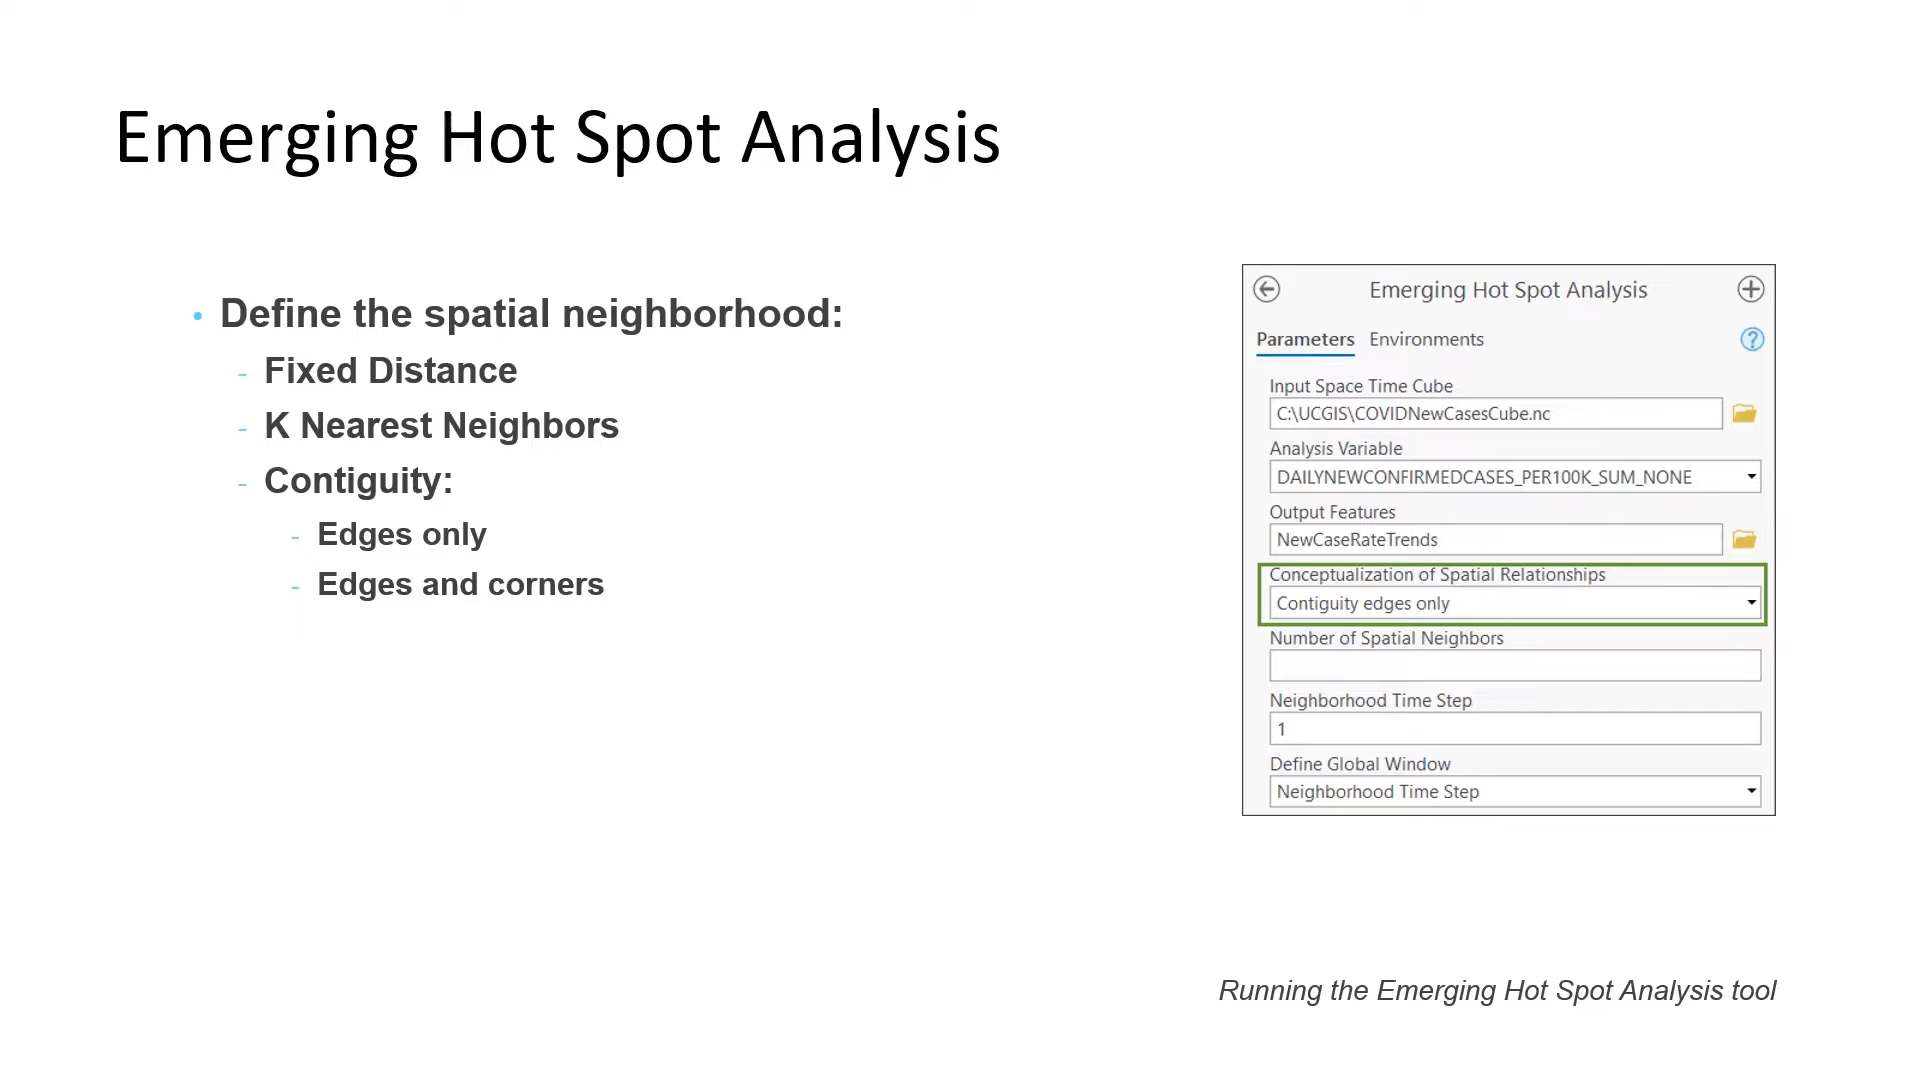 Emerging Hot Spot Analysis
• Define the spatial neighborhood:
- Fixed Distance
- K Nearest Neighbors
- Contiguity:
- Edges only
- Edges and corners
Emerging Hot Spot Analysis
Parameters Environments ?
Input Space Time Cube
C:\UCGIS\COVIDNewCasesCube.nc
Analysis Variable
DAILYNEWCONFIRMEDCASES_PER100K_SUM_NONE
Output Features
NewCaseRateTrends
Conceptualization of Spatial Relationships
Contiguity edges only
Number of Spatial Neighbors
Neighborhood Time Step
1
Define Global Window
Neighborhood Time Step
Running the Emerging Hot Spot Analysis tool